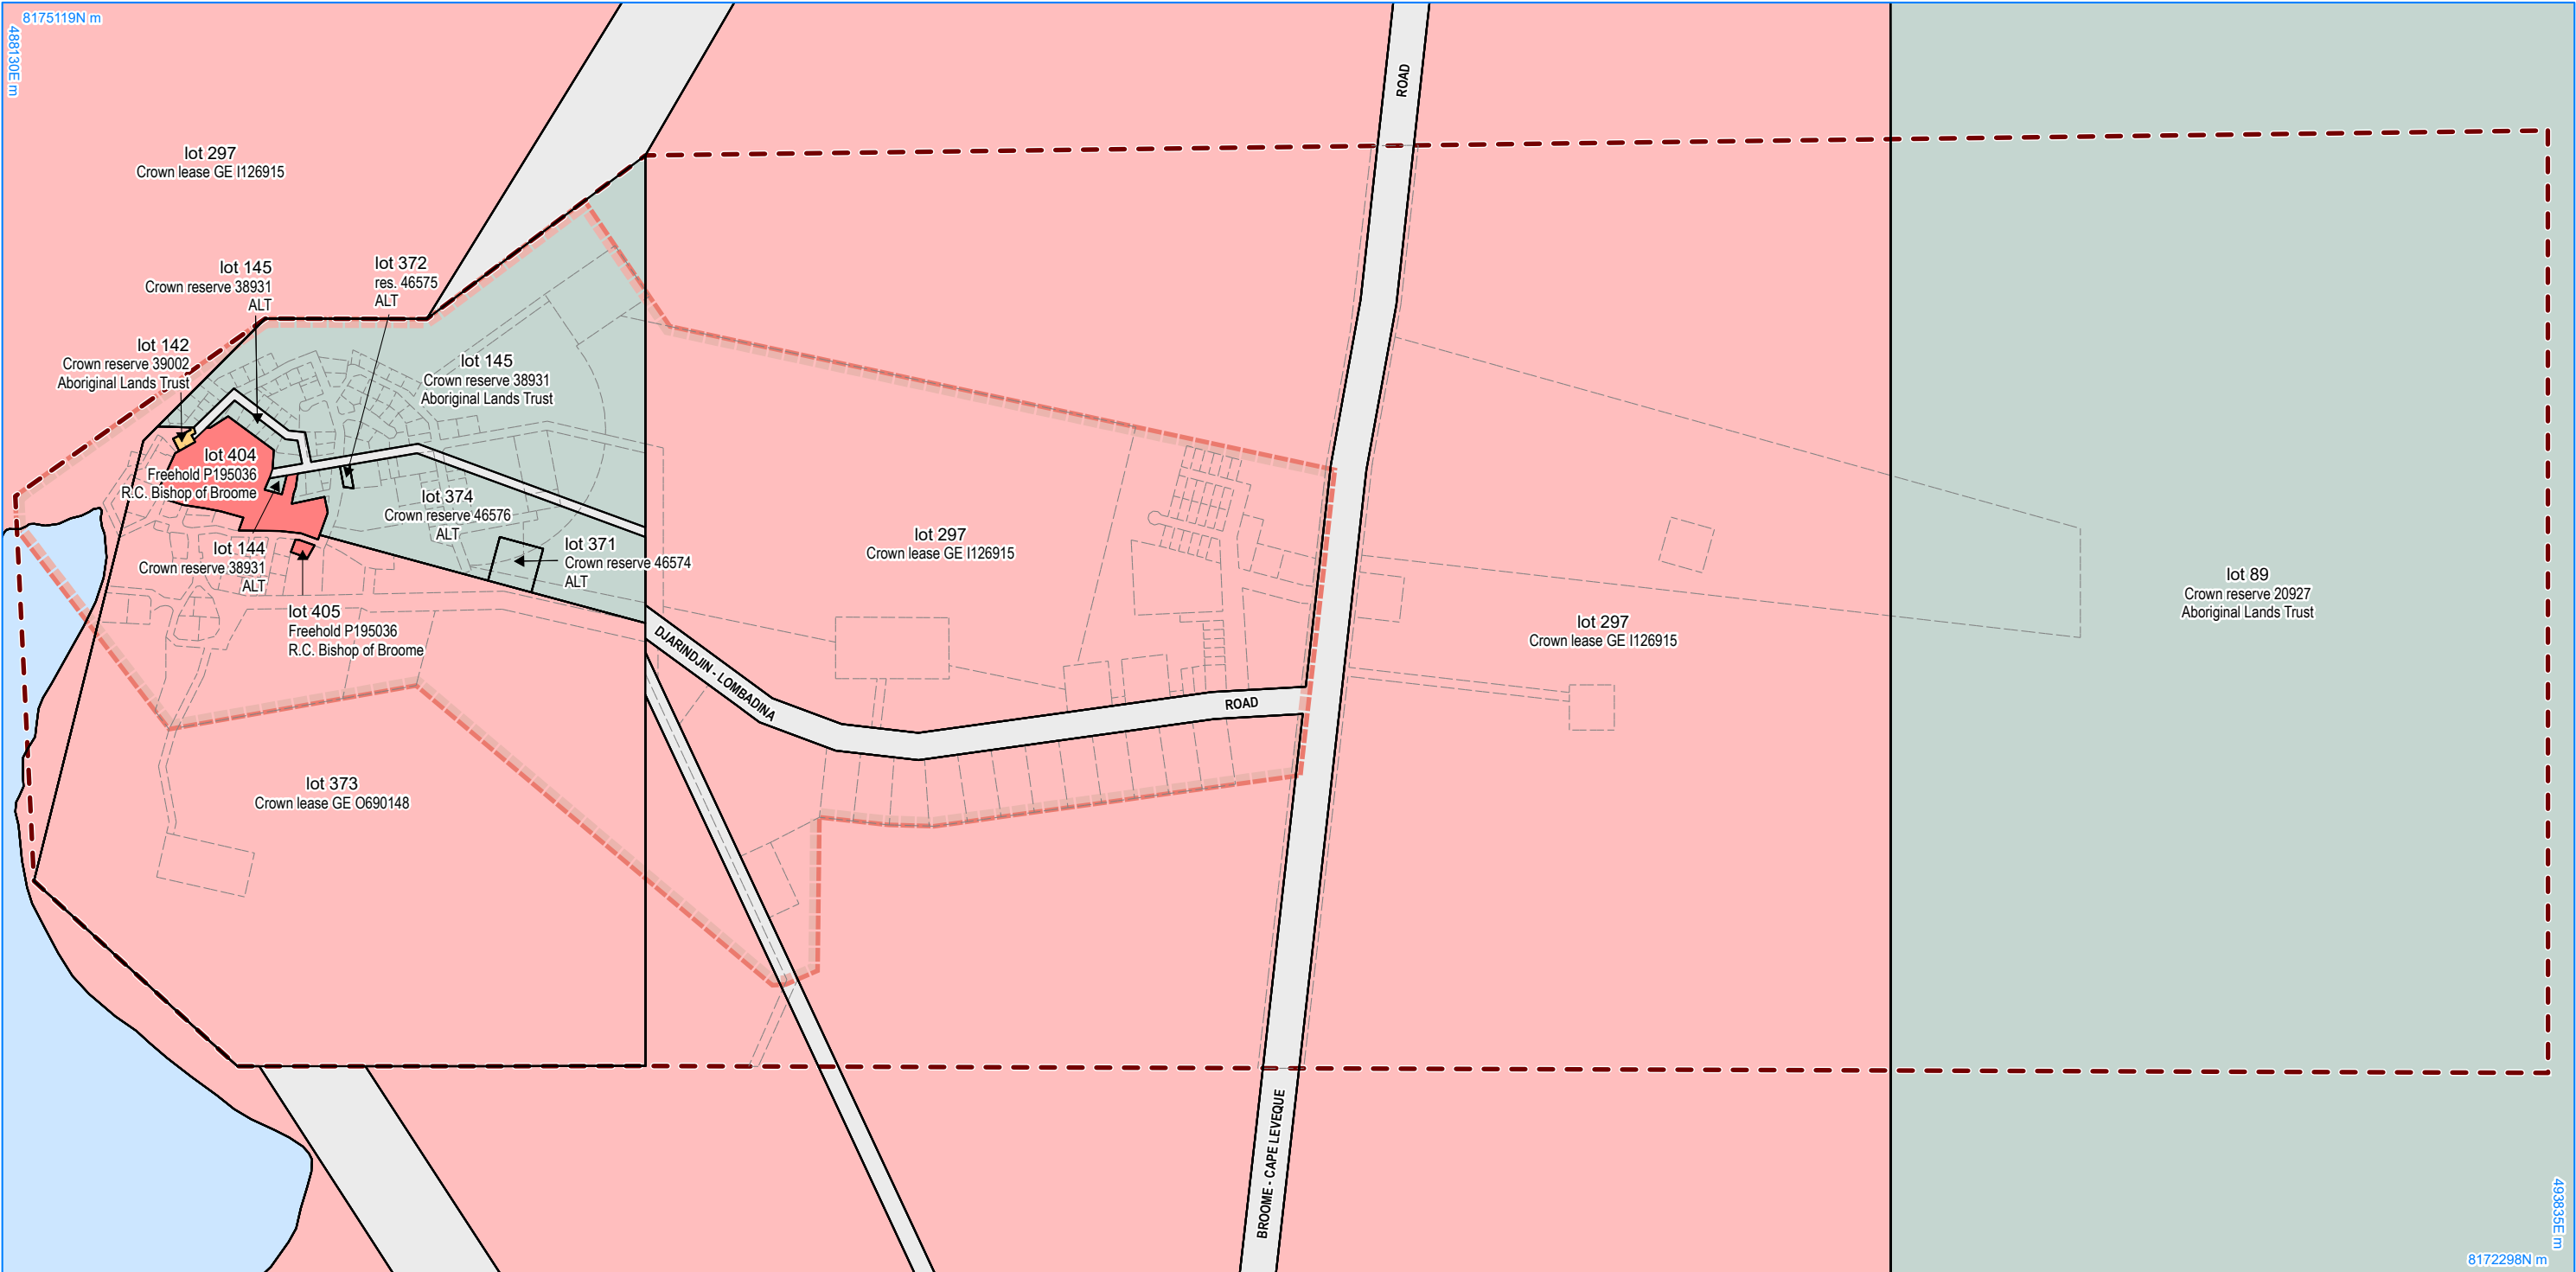 8175119N m
488130E m
ROAD
lot 297
Crown lease GE I126915
lot 145
Crown reserve 38931
ALT
lot 372
res. 46575
ALT
lot 142
Crown reserve 39002
Aboriginal Lands Trust
lot 145
Crown reserve 38931
Aboriginal Lands Trust
lot 404
Freehold P195036
R.C. Bishop of Broome
lot 374
Crown reserve 46576
ALT
lot 144
Crown reserve 38931
ALT
lot 371
Crown reserve 46574
ALT
lot 405
Freehold P195036
R.C. Bishop of Broome
lot 297
Crown lease GE I126915
lot 297
Crown lease GE I126915
lot 89
Crown reserve 20927
Aboriginal Lands Trust
DJARINDJIN - LOMBADINA
ROAD
lot 373
Crown lease GE O690148
BROOME - CAPE LEVEQUE
493835E m
8172298N m